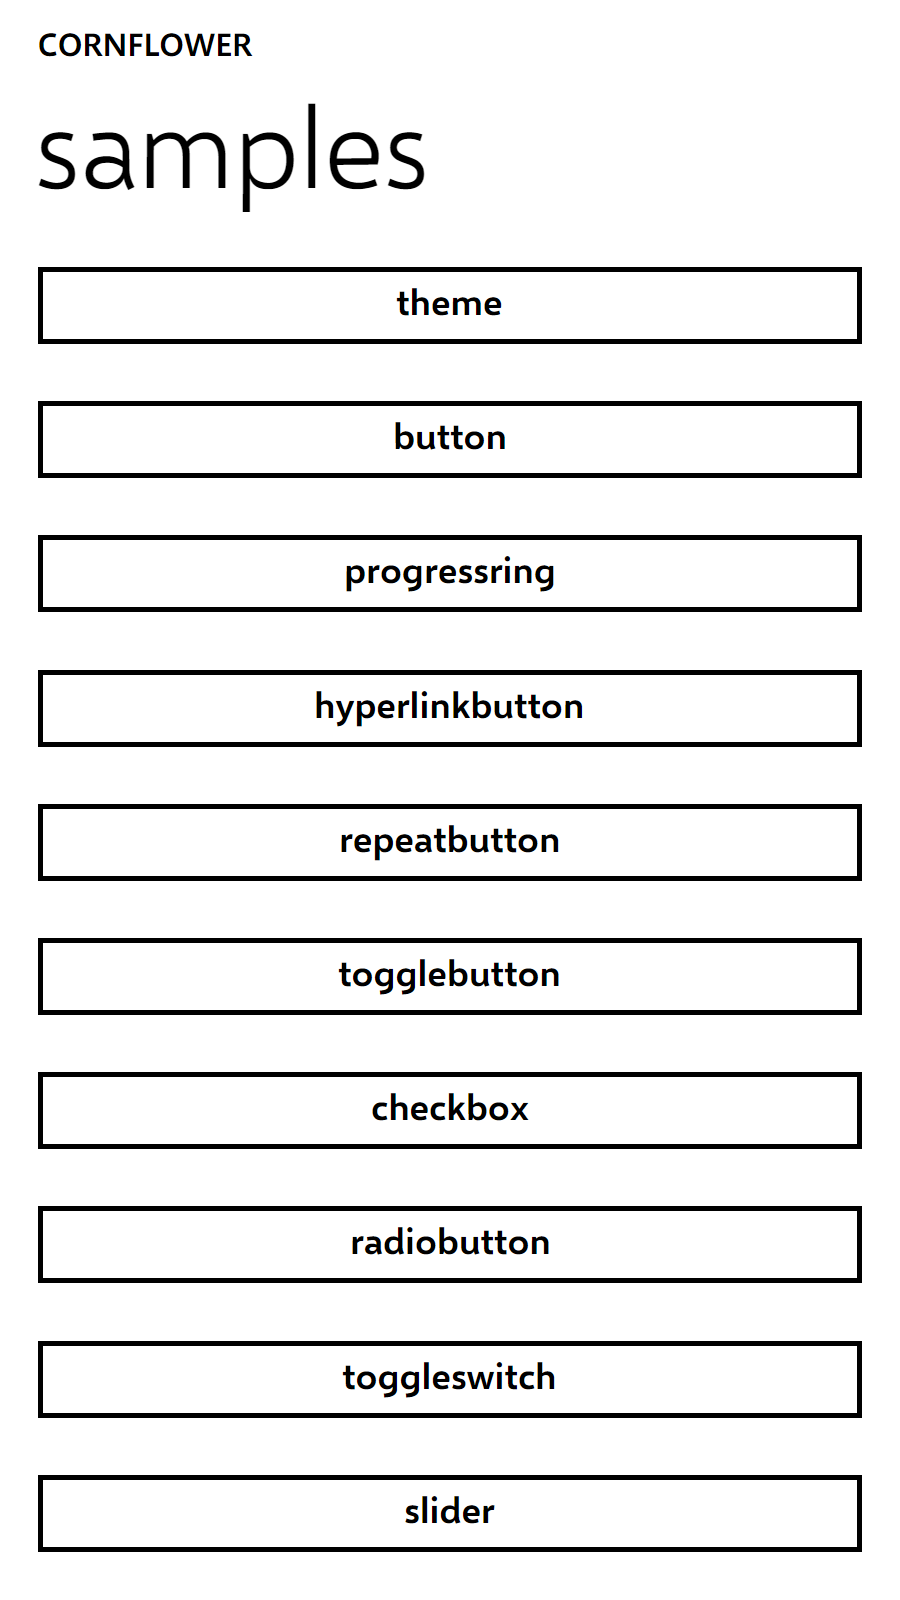 CORNFLOWER
samples
theme
button
progressring
hyperlinkbutton
repeatbutton
togglebutton
checkbox
radiobutton
toggleswitch
slider